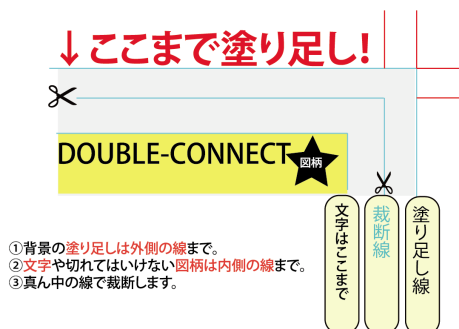 ↓ここまで塗り足し!
DOUBLE-CONNECT
図柄
文字はここまで
裁断線
塗り足し線
①背景の塗り足しは外側の線まで。
②文字や切れてはいけない図柄は内側の線まで。
③真ん中の線で裁断します。